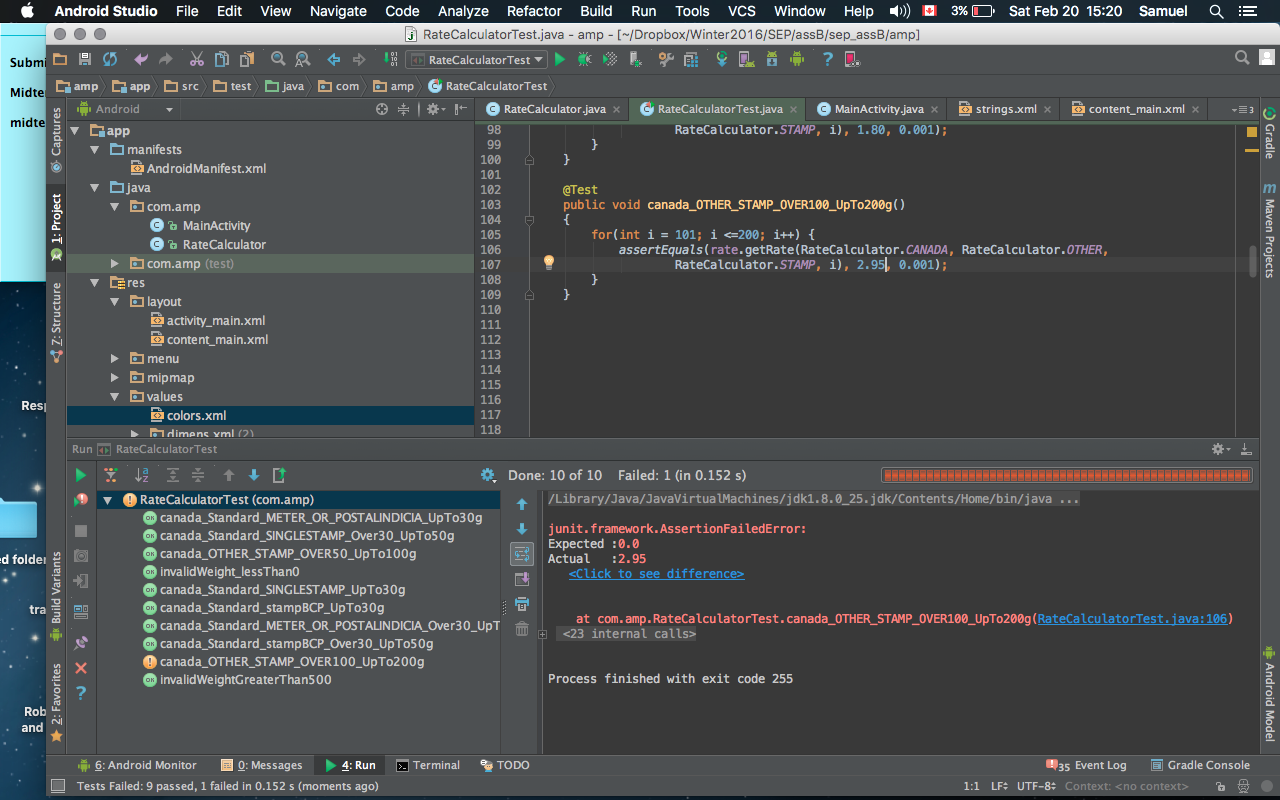 Android Studio File Edit View Navigate Code Analyze Refactor Build Run Tools VCS Window Help 3% Sat Feb 20 15:20 Samuel
RateCalculatorTest.java - amp - [~/Dropbox/Winter2016/SEP/assB/sep_assB/amp]
RateCalculatorTest
amp app src test java com amp RateCalculatorTest
Submi
Midte
midte
Resp
ed folder
tra
Rob
and
Captures
1: Project
Z: Structure
Build Variants
2: Favorites
Android
app
manifests
AndroidManifest.xml
java
com.amp
MainActivity
RateCalculator
com.amp (test)
res
layout
activity_main.xml
content_main.xml
menu
mipmap
values
colors.xml
dimens.xml (2)
RateCalculator.java RateCalculatorTest.java MainActivity.java strings.xml content_main.xml 3
98 RateCalculator.STAMP, i), 1.80, 0.001);
99 }
100 }
101
102 @Test
103 public void canada_OTHER_STAMP_OVER100_UpTo200g()
104 {
105 for(int i = 101; i <=200; i++) {
106 assertEquals(rate.getRate(RateCalculator.CANADA, RateCalculator.OTHER,
107 RateCalculator.STAMP, i), 2.95, 0.001);
108 }
109 }
110
111
112
113
114
115
116
117
118
Gradle
m Maven Projects
Android Model
Run RateCalculatorTest
Done: 10 of 10 Failed: 1 (in 0.152 s)
RateCalculatorTest (com.amp)
OK canada_Standard_METER_OR_POSTALINDICIA_UpTo30g
OK canada_Standard_SINGLESTAMP_Over30_UpTo50g
OK canada_OTHER_STAMP_OVER50_UpTo100g
OK invalidWeight_lessThan0
OK canada_Standard_SINGLESTAMP_UpTo30g
OK canada_Standard_stampBCP_UpTo30g
OK canada_Standard_METER_OR_POSTALINDICIA_Over30_UpT
OK canada_Standard_stampBCP_Over30_UpTo50g
! canada_OTHER_STAMP_OVER100_UpTo200g
OK invalidWeightGreaterThan500
/Library/Java/JavaVirtualMachines/jdk1.8.0_25.jdk/Contents/Home/bin/java ...
junit.framework.AssertionFailedError:
Expected :0.0
Actual :2.95
<Click to see difference>
at com.amp.RateCalculatorTest.canada_OTHER_STAMP_OVER100_UpTo200g(RateCalculatorTest.java:106)
<23 internal calls>
Process finished with exit code 255
6: Android Monitor 0: Messages 4: Run Terminal TODO 35 Event Log Gradle Console
Tests Failed: 9 passed, 1 failed in 0.152 s (moments ago) 1:1 LF UTF-8 Context: <no context>